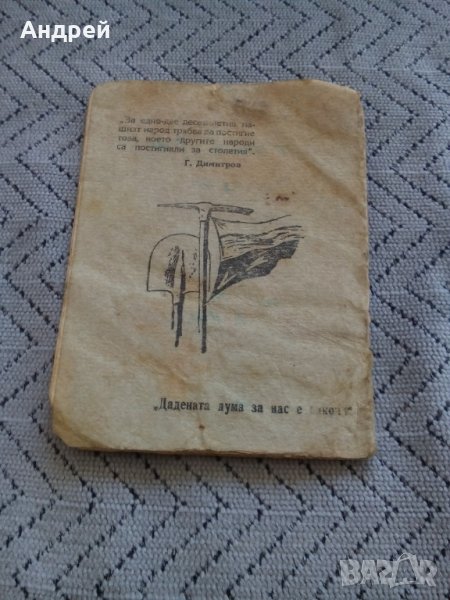 Андрей
„За едно-две десетилетия на-
шият народ трябва да постигне
това, което другите народи
са постигнали за столетия“.
Г. Димитров
„Дадената дума за нас е
BAZAR